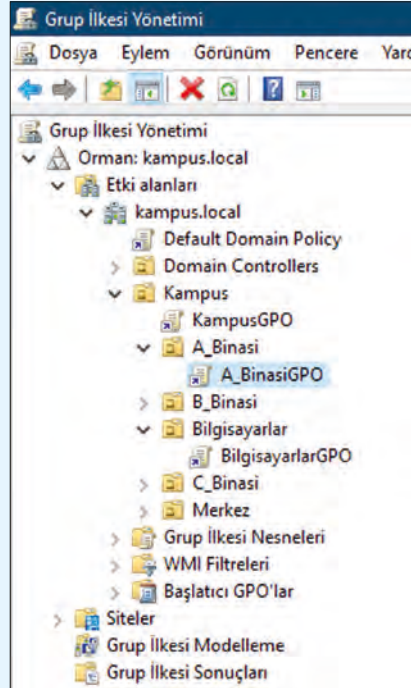 Grup İlkesi Yönetimi
Dosya Eylem Görünüm Pencere
Grup İlkesi Yönetimi
Orman: kampus.local
Etki alanları
kampus.local
Default Domain Policy
Domain Controllers
Kampus
KampusGPO
A_Binasi
A_BinasiGPO
B_Binasi
Bilgisayarlar
BilgisayarlarGPO
C_Binasi
Merkez
Grup İlkesi Nesneleri
WMI Filtreleri
Başlatıcı GPO'lar
Siteler
Grup İlkesi Modelleme
Grup İlkesi Sonuçları